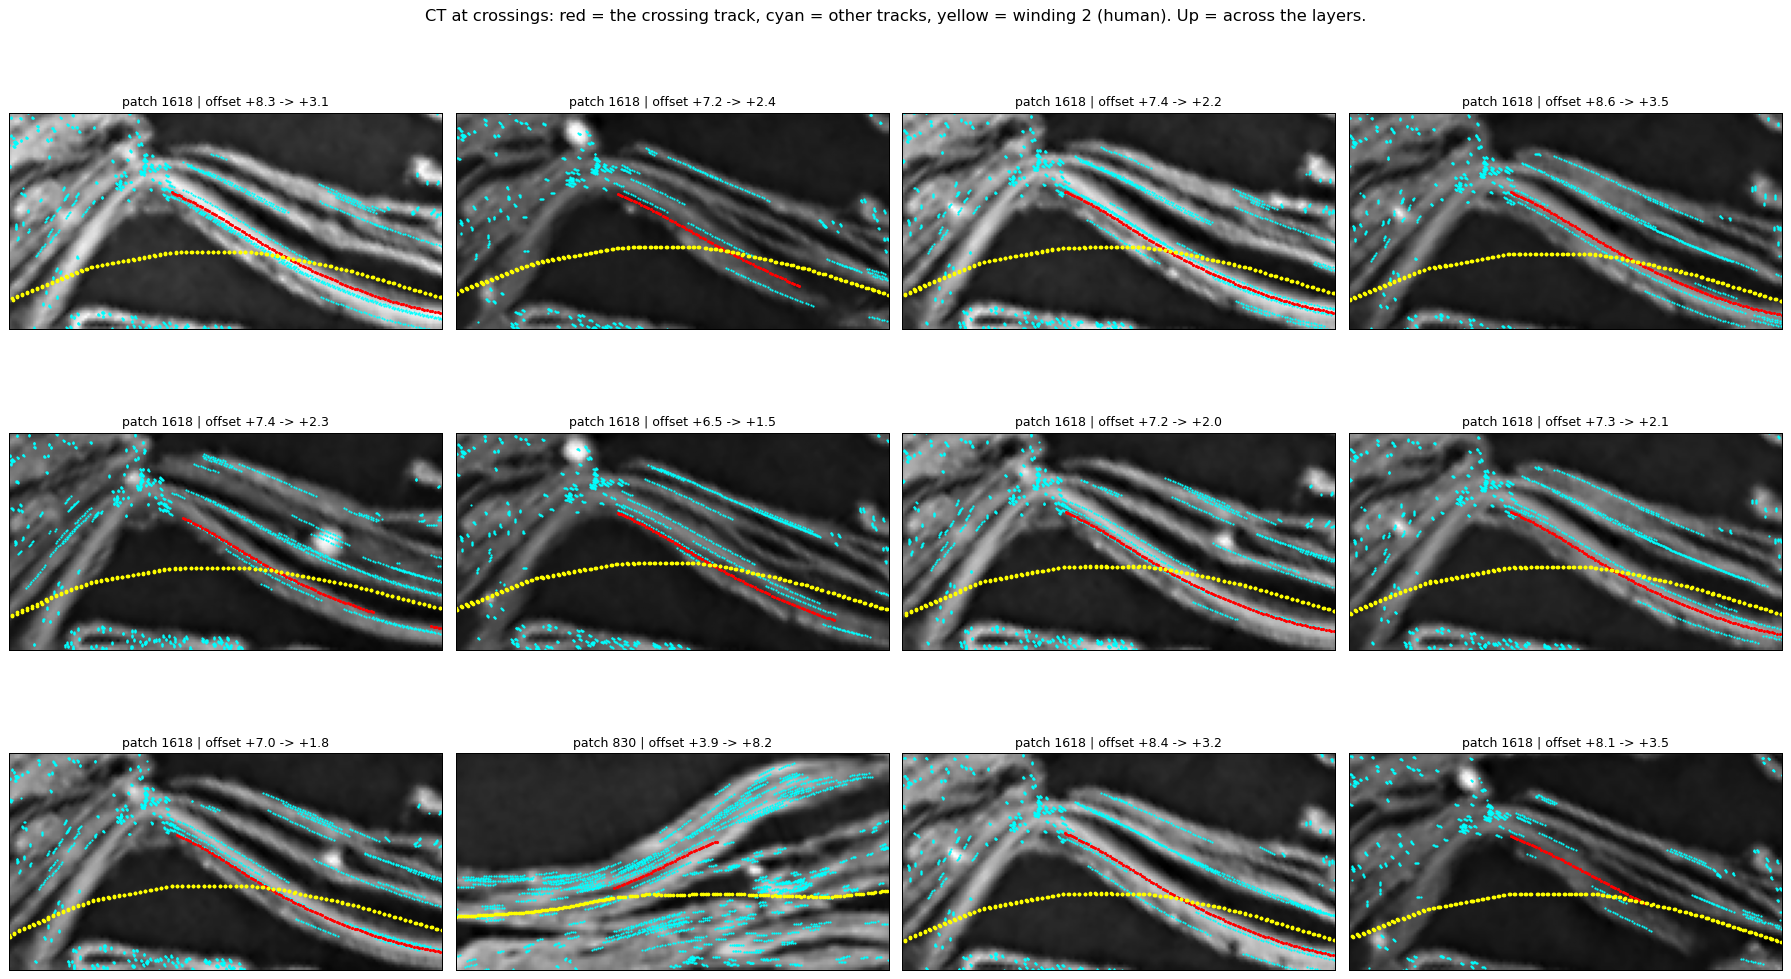 CT at crossings: red = the crossing track, cyan = other tracks, yellow = winding 2 (human). Up = across the layers.
patch 1618 | offset +8.3 -> +3.1
patch 1618 | offset +7.2 -> +2.4
patch 1618 | offset +7.4 -> +2.2
patch 1618 | offset +8.6 -> +3.5
patch 1618 | offset +7.4 -> +2.3
patch 1618 | offset +6.5 -> +1.5
patch 1618 | offset +7.2 -> +2.0
patch 1618 | offset +7.3 -> +2.1
patch 1618 | offset +7.0 -> +1.8
patch 830 | offset +3.9 -> +8.2
patch 1618 | offset +8.4 -> +3.2
patch 1618 | offset +8.1 -> +3.5